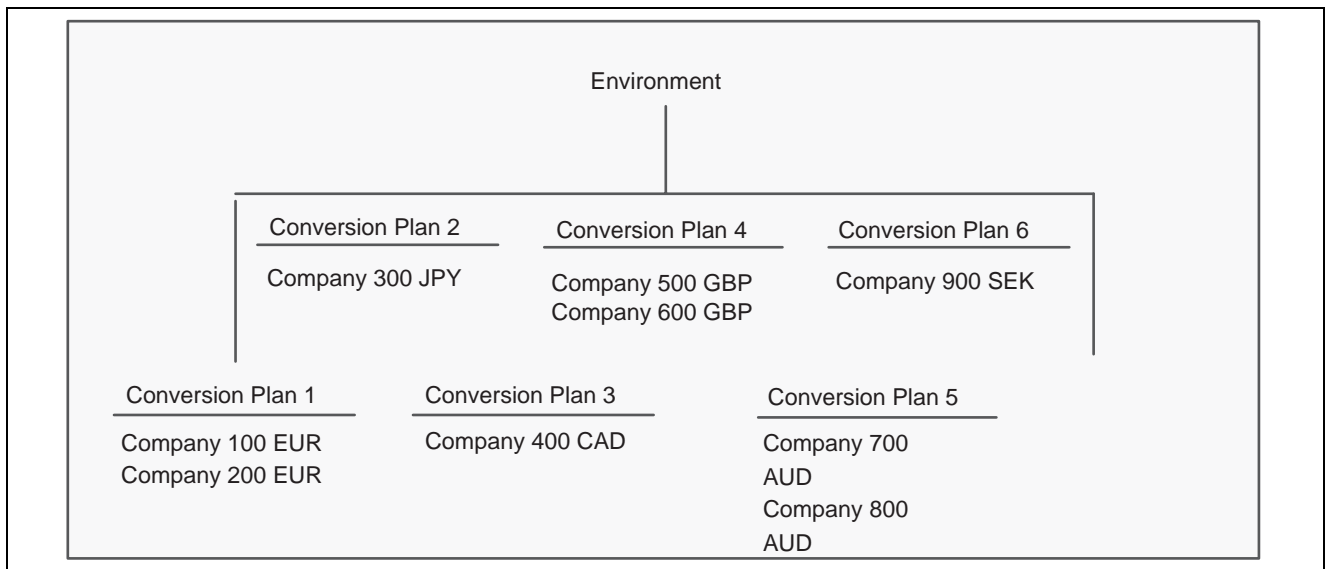 Environment
Conversion Plan 2
Company 300 JPY
Conversion Plan 4
Company 500 GBP
Company 600 GBP
Conversion Plan 6
Company 900 SEK
Conversion Plan 1
Company 100 EUR
Company 200 EUR
Conversion Plan 3
Company 400 CAD
Conversion Plan 5
Company 700
AUD
Company 800
AUD